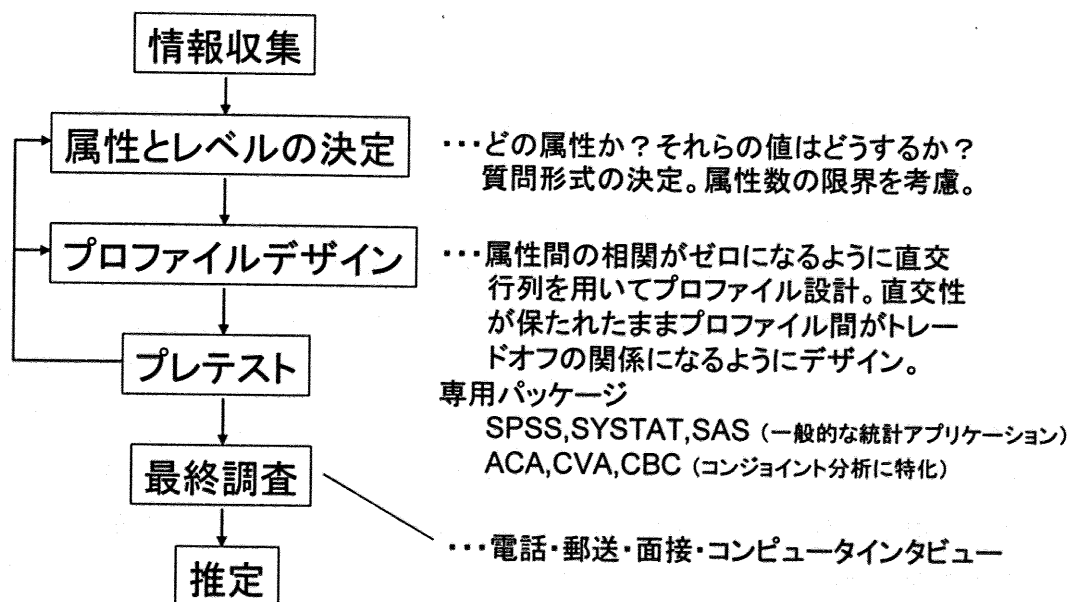 情報収集
属性とレベルの決定
・・・どの属性か？それらの値はどうするか？
質問形式の決定。属性数の限界を考慮。
プロファイルデザイン
・・・属性間の相関がゼロになるように直交
行列を用いてプロファイル設計。直交性
が保たれたままプロファイル間がトレー
ドオフの関係になるようにデザイン。
プレテスト
専用パッケージ
SPSS,SYSTAT,SAS（一般的な統計アプリケーション）
ACA,CVA,CBC（コンジョイント分析に特化）
最終調査
・・・電話・郵送・面接・コンピュータインタビュー
推定